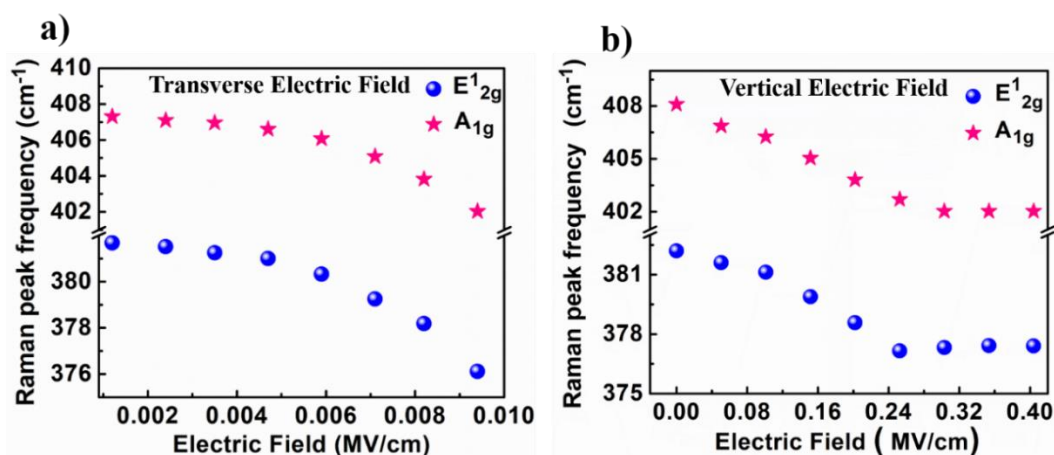 a)
Transverse Electric Field
E¹₂g
A₁g
Raman peak frequency (cm⁻¹)
410
408
406
404
402
380
378
376
0.002 0.004 0.006 0.008 0.010
Electric Field (MV/cm)
b)
Vertical Electric Field
E¹₂g
A₁g
Raman peak frequency (cm⁻¹)
408
405
402
381
378
375
0.00 0.08 0.16 0.24 0.32 0.40
Electric Field ( MV/cm)